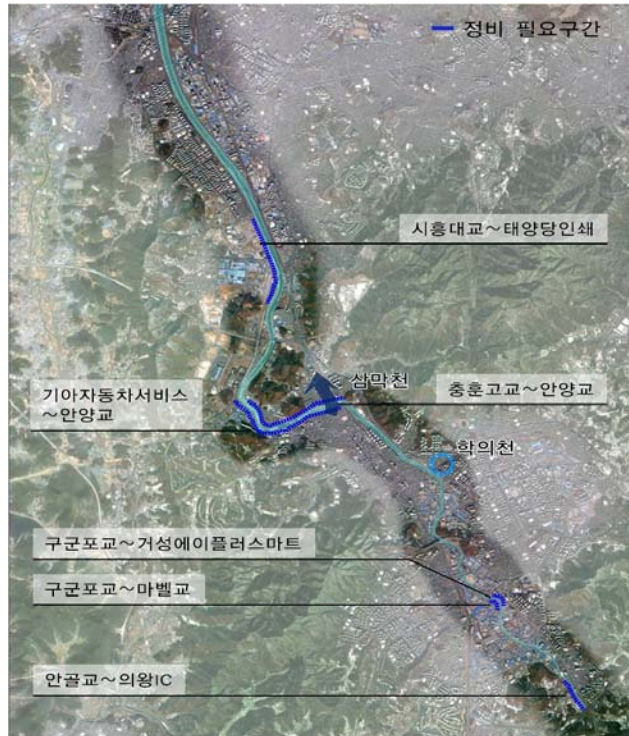 정비 필요구간
시흥대교~태양당인쇄
삼막천
기아자동차서비스
~안양교
충훈고교~안양교
학의천
구군포교~거성에이플러스마트
구군포교~마벨교
안골교~의왕IC